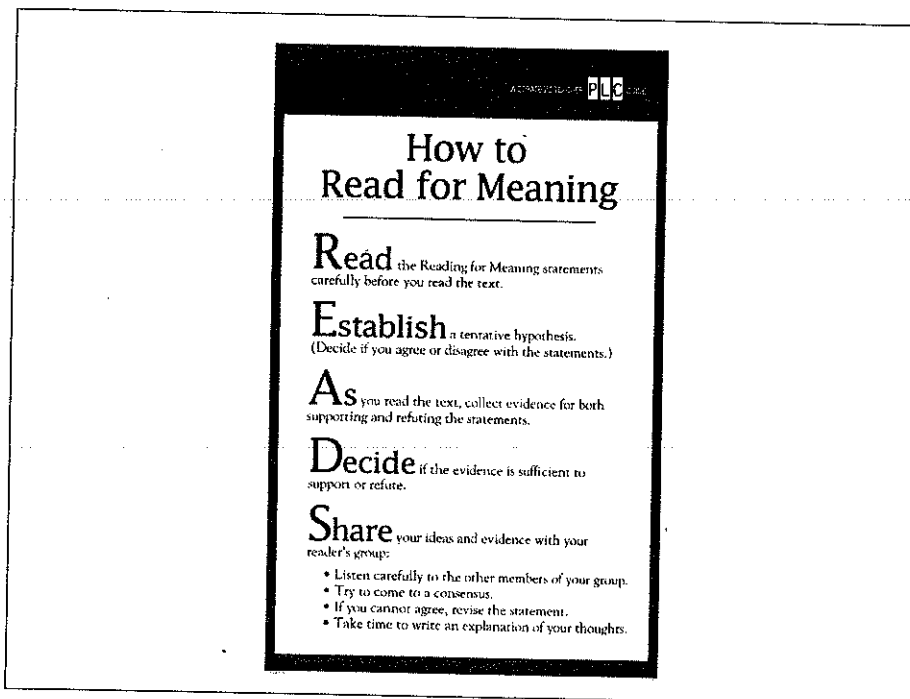 PLC
How to
Read for Meaning
Read the Reading for Meaning statements
carefully before you read the text.
Establish a tentative hypothesis.
(Decide if you agree or disagree with the statements.)
As you read the text, collect evidence for both
supporting and refuting the statements.
Decide if the evidence is sufficient to
support or refute.
Share your ideas and evidence with your
reader's group:
• Listen carefully to the other members of your group.
• Try to come to a consensus.
• If you cannot agree, revise the statement.
• Take time to write an explanation of your thoughts.